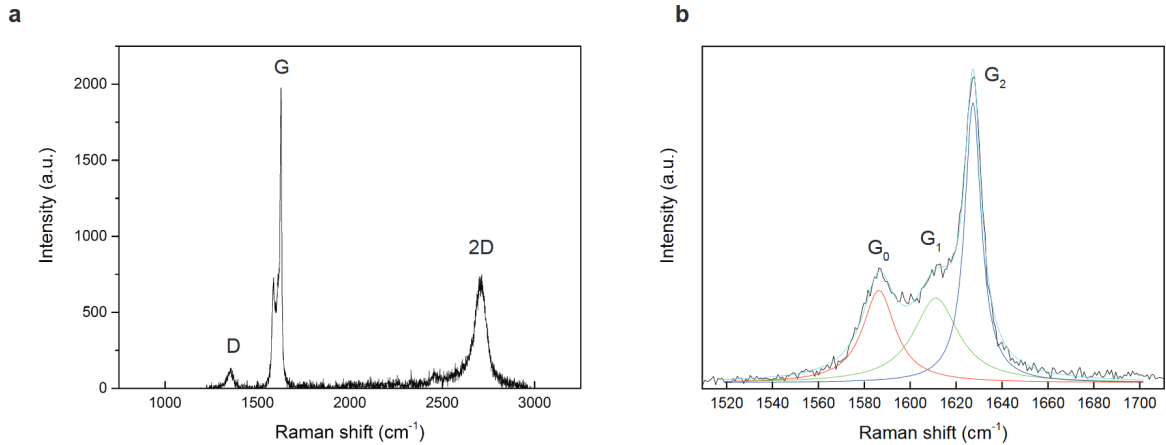 a
Intensity (a.u.)
2000
1500
1000
500
0
G
2D
D
1000 1500 2000 2500 3000
Raman shift (cm⁻¹)
b
Intensity (a.u.)
G₂
G₁
G₀
1520 1540 1560 1580 1600 1620 1640 1660 1680 1700
Raman shift (cm⁻¹)